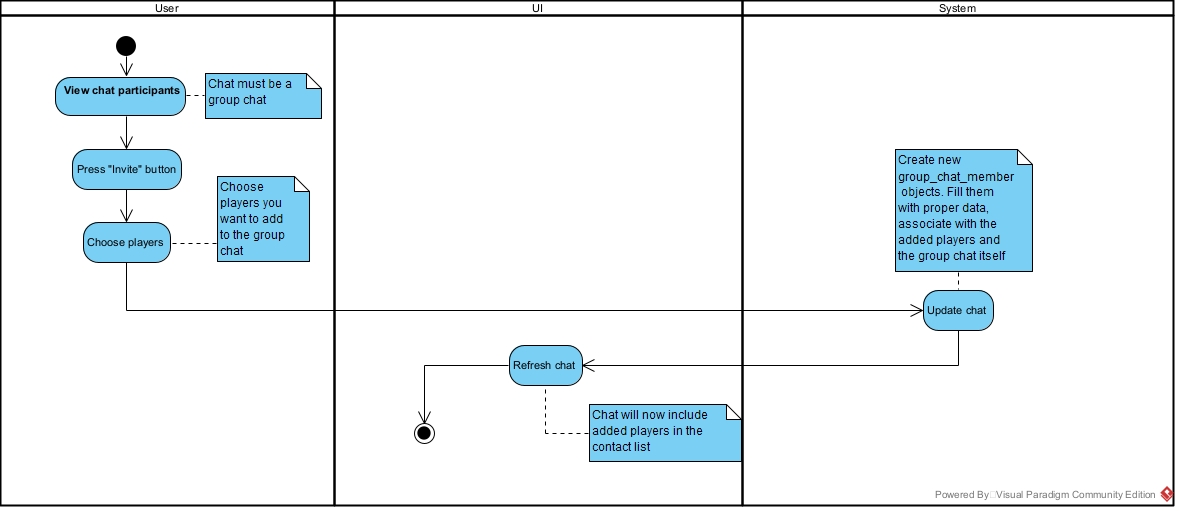 User
UI
System
View chat participants
Chat must be a
group chat
Press "Invite" button
Choose
players you
want to add
to the group
chat
Choose players
Create new
group_chat_member
objects. Fill them
with proper data,
associate with the
added players and
the group chat itself
Update chat
Refresh chat
Chat will now include
added players in the
contact list
Powered By Visual Paradigm Community Edition